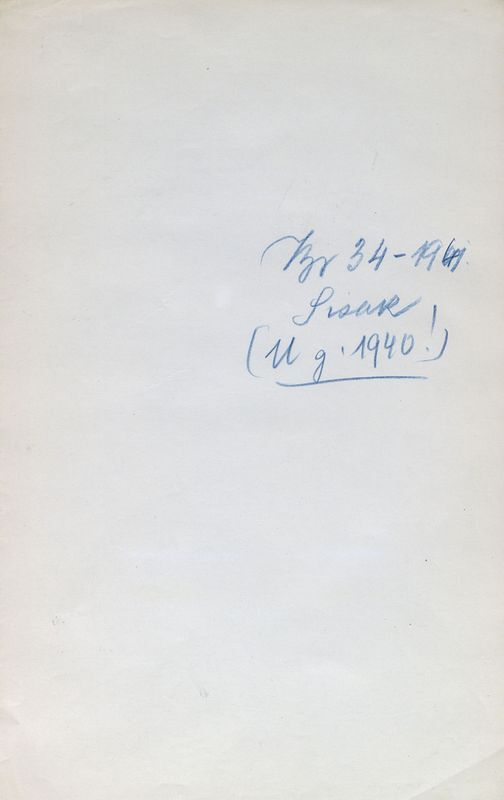 Br 34-1941.
Sisak
(U g. 1940!)